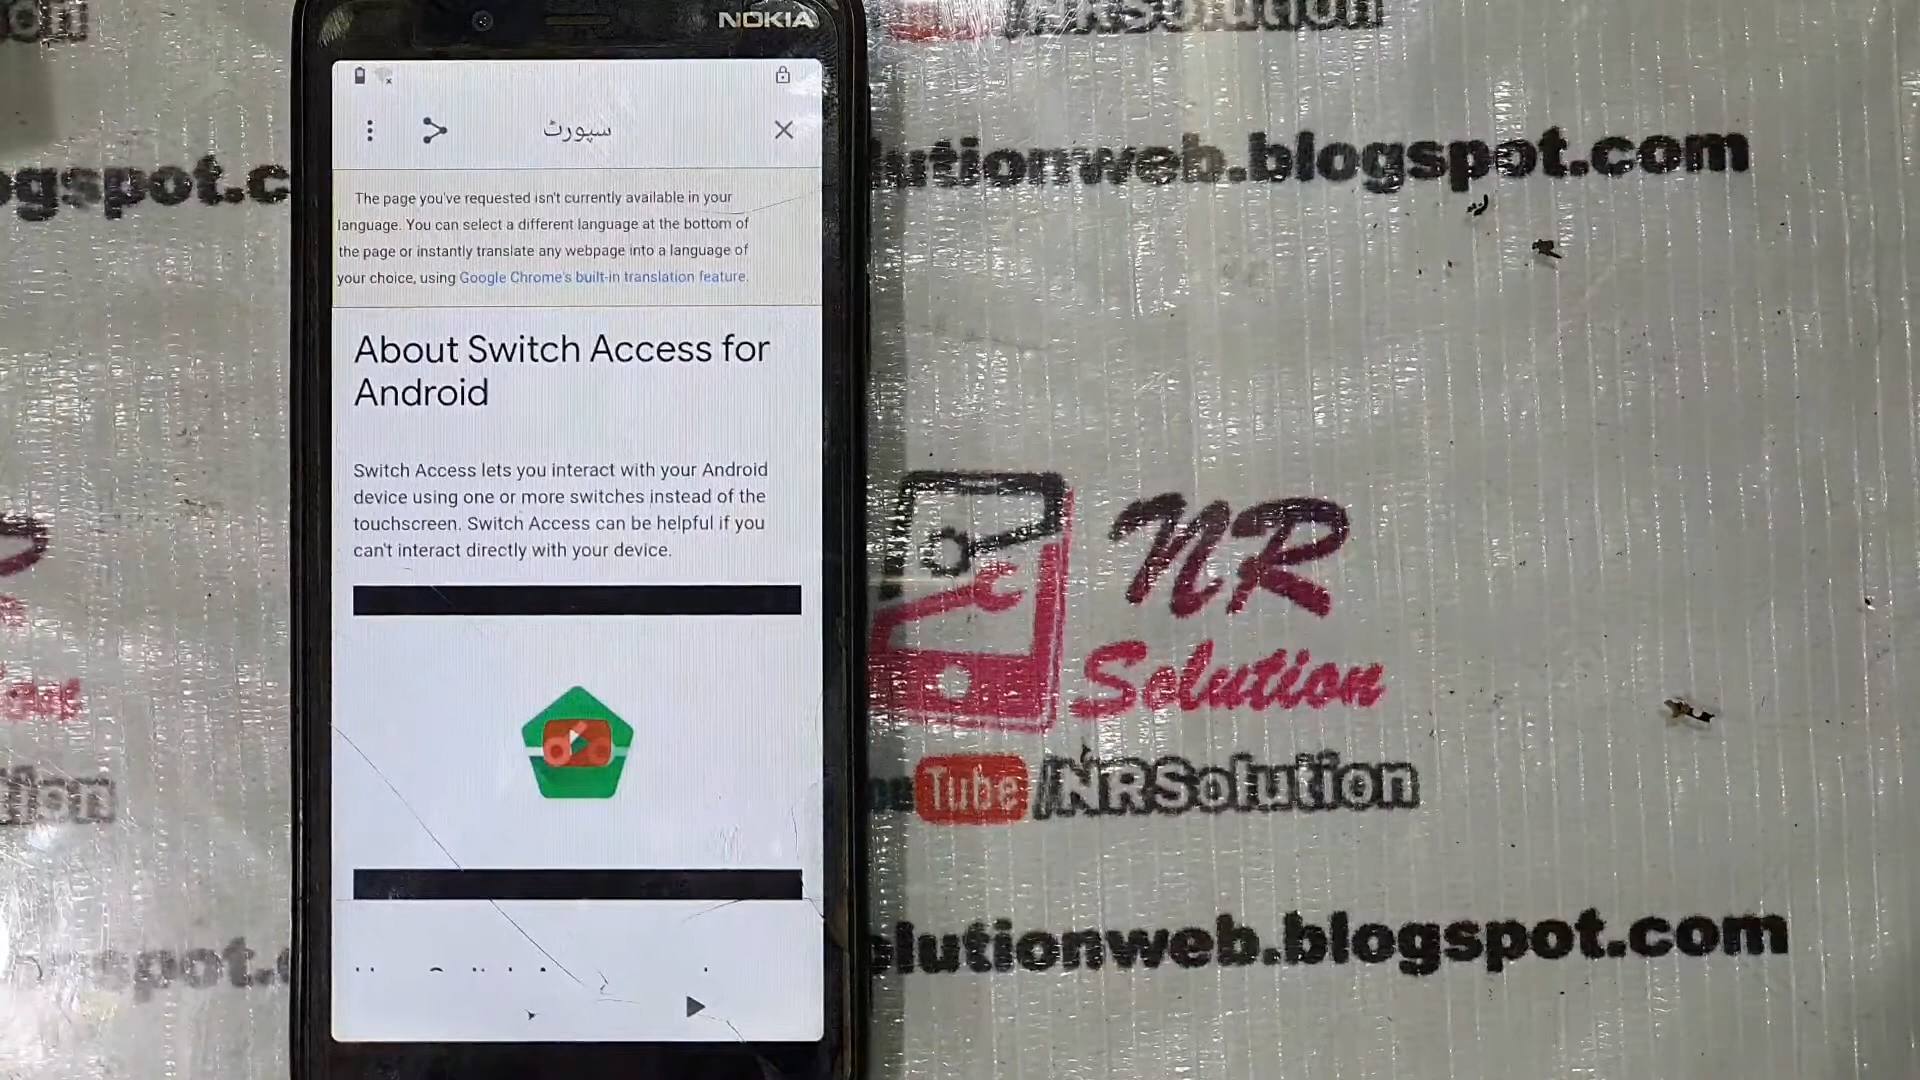 NOKIA
سپورٹ
The page you've requested isn't currently available in your
language. You can select a different language at the bottom of
the page or instantly translate any webpage into a language of
your choice, using Google Chrome's built-in translation feature.
About Switch Access for
Android
Switch Access lets you interact with your Android
device using one or more switches instead of the
touchscreen. Switch Access can be helpful if you
can't interact directly with your device.
/NRSolution
ogspot.c
lutionweb.blogspot.com
NR
Solution
Tube /NRSolution
olutionweb.blogspot.com